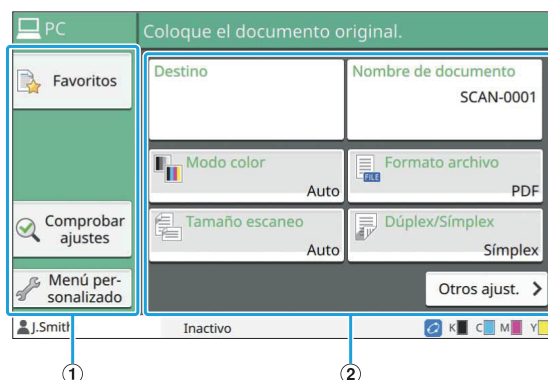 PC
Coloque el documento original.
Favoritos
Comprobar
ajustes
Menú per-
sonalizado
Destino
Nombre de documento
SCAN-0001
Modo color
Auto
Formato archivo
FILE
PDF
Tamaño escaneo
Auto
Dúplex/Símplex
Símplex
Otros ajust.
J.Smith
Inactivo
K C M Y
1
2